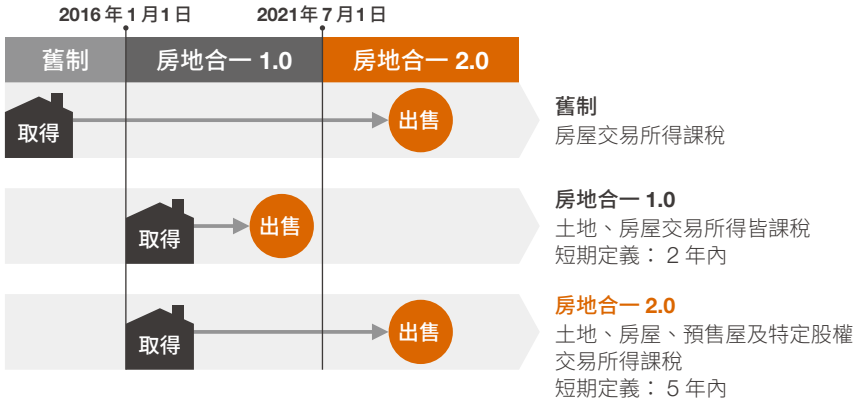 2016年1月1日
2021年7月1日
舊制
房地合一 1.0
房地合一 2.0
取得
出售
舊制
房屋交易所得課稅
取得
出售
房地合一 1.0
土地、房屋交易所得皆課稅
短期定義：2 年內
取得
出售
房地合一 2.0
土地、房屋、預售屋及特定股權
交易所得課稅
短期定義：5 年內